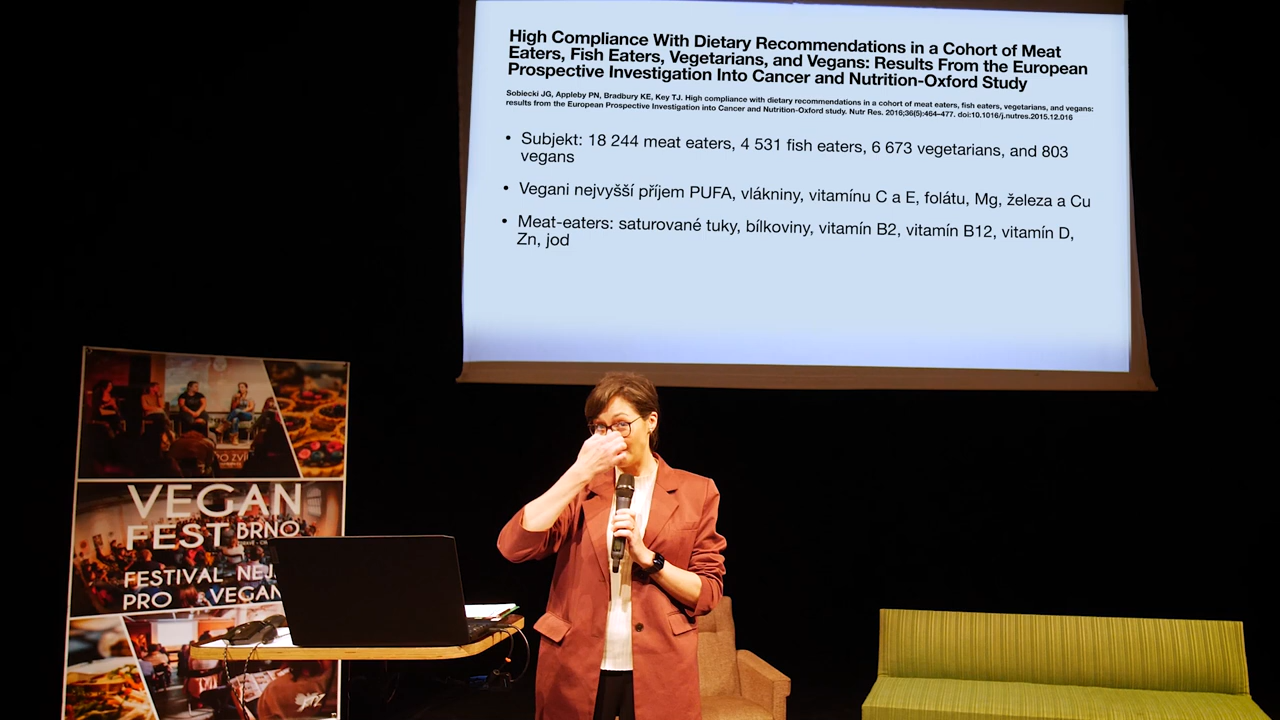 High Compliance With Dietary Recommendations in a Cohort of Meat
Eaters, Fish Eaters, Vegetarians, and Vegans: Results From the European
Prospective Investigation Into Cancer and Nutrition-Oxford Study
Sobiecki JG, Appleby PN, Bradbury KE, Key TJ. High compliance with dietary recommendations in a cohort of meat eaters, fish eaters, vegetarians, and vegans:
results from the European Prospective Investigation into Cancer and Nutrition-Oxford study. Nutr Res. 2016;36(5):464–477. doi:10.1016/j.nutres.2015.12.016
• Subjekt: 18 244 meat eaters, 4 531 fish eaters, 6 673 vegetarians, and 803
vegans
• Vegani nejvyšší příjem PUFA, vlákniny, vitamínu C a E, folátu, Mg, železa a Cu
• Meat-eaters: saturované tuky, bílkoviny, vitamín B2, vitamín B12, vitamín D,
Zn, jod
VEGAN
FEST BRNO
FESTIVAL NEJ
PRO VEGAN